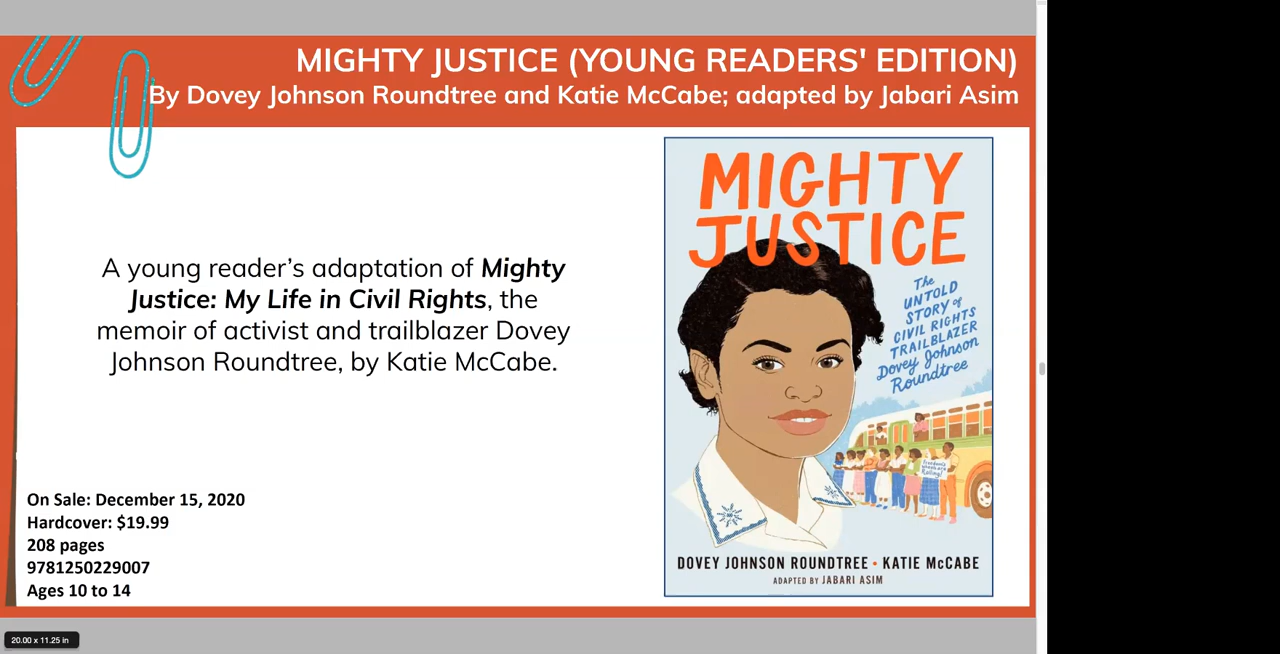 MIGHTY JUSTICE (YOUNG READERS' EDITION)
By Dovey Johnson Roundtree and Katie McCabe; adapted by Jabari Asim
A young reader’s adaptation of Mighty
Justice: My Life in Civil Rights, the
memoir of activist and trailblazer Dovey
Johnson Roundtree, by Katie McCabe.
On Sale: December 15, 2020
Hardcover: $19.99
208 pages
9781250229007
Ages 10 to 14
MIGHTY
JUSTICE
The
UNTOLD
STORY of
CIVIL RIGHTS
TRAILBLAZER
Dovey Johnson
Roundtree
DOVEY JOHNSON ROUNDTREE • KATIE McCABE
ADAPTED BY JABARI ASIM
20.00 x 11.25 in